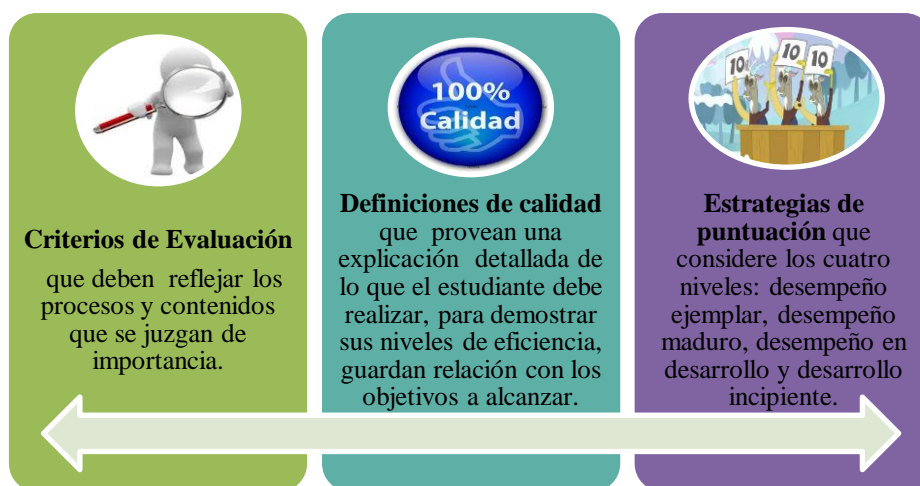 Criterios de Evaluación
que deben reflejar los
procesos y contenidos
que se juzgan de
importancia.
100%
Calidad
Definiciones de calidad
que provean una
explicación detallada de
lo que el estudiante debe
realizar, para demostrar
sus niveles de eficiencia,
guardan relación con los
objetivos a alcanzar.
10
10
10
Estrategias de
puntuación que
considere los cuatro
niveles: desempeño
ejemplar, desempeño
maduro, desempeño en
desarrollo y desarrollo
incipiente.